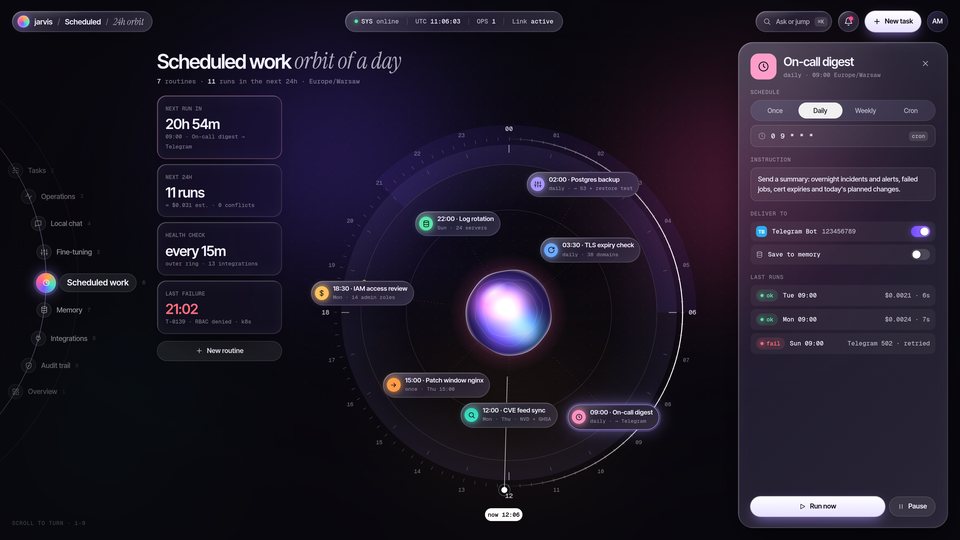 jarvis / Scheduled / 24h orbit
SYS online UTC 11:06:03 OPS 1 Link active
Ask or jump ⌘K
+ New task
AM
Scheduled work orbit of a day
7 routines · 11 runs in the next 24h · Europe/Warsaw
NEXT RUN IN
20h 54m
09:00 · On-call digest →
Telegram
NEXT 24H
11 runs
≈ $0.031 est. · 0 conflicts
HEALTH CHECK
every 15m
outer ring · 13 integrations
LAST FAILURE
21:02
T-0139 · RBAC denied · k8s
+ New routine
Tasks
Operations
Local chat 4
Fine-tuning
Scheduled work
Memory 7
Integrations
Audit trail
Overview
SCROLL TO TURN · 1–9
00
23
02
22
21
20
05
18
06
07
16
15
09
14
10
13
12
11
02:00 · Postgres backup
daily · → S3 + restore test
22:00 · Log rotation
Sun · 24 servers
03:30 · TLS expiry check
daily · 38 domains
18:30 · IAM access review
Mon · 14 admin roles
15:00 · Patch window nginx
once · Thu 15:00
12:00 · CVE feed sync
Mon · Thu · NVD + GHSA
09:00 · On-call digest
daily · → Telegram
now 12:06
On-call digest
daily · 09:00 Europe/Warsaw
SCHEDULE
Once Daily Weekly Cron
0 9 * * * cron
INSTRUCTION
Send a summary: overnight incidents and alerts, failed
jobs, cert expiries and today's planned changes.
DELIVER TO
TB Telegram Bot 123456789
Save to memory
LAST RUNS
ok Tue 09:00 $0.0021 · 6s
ok Mon 09:00 $0.0024 · 7s
fail Sun 09:00 Telegram 502 · retried
Run now
Pause